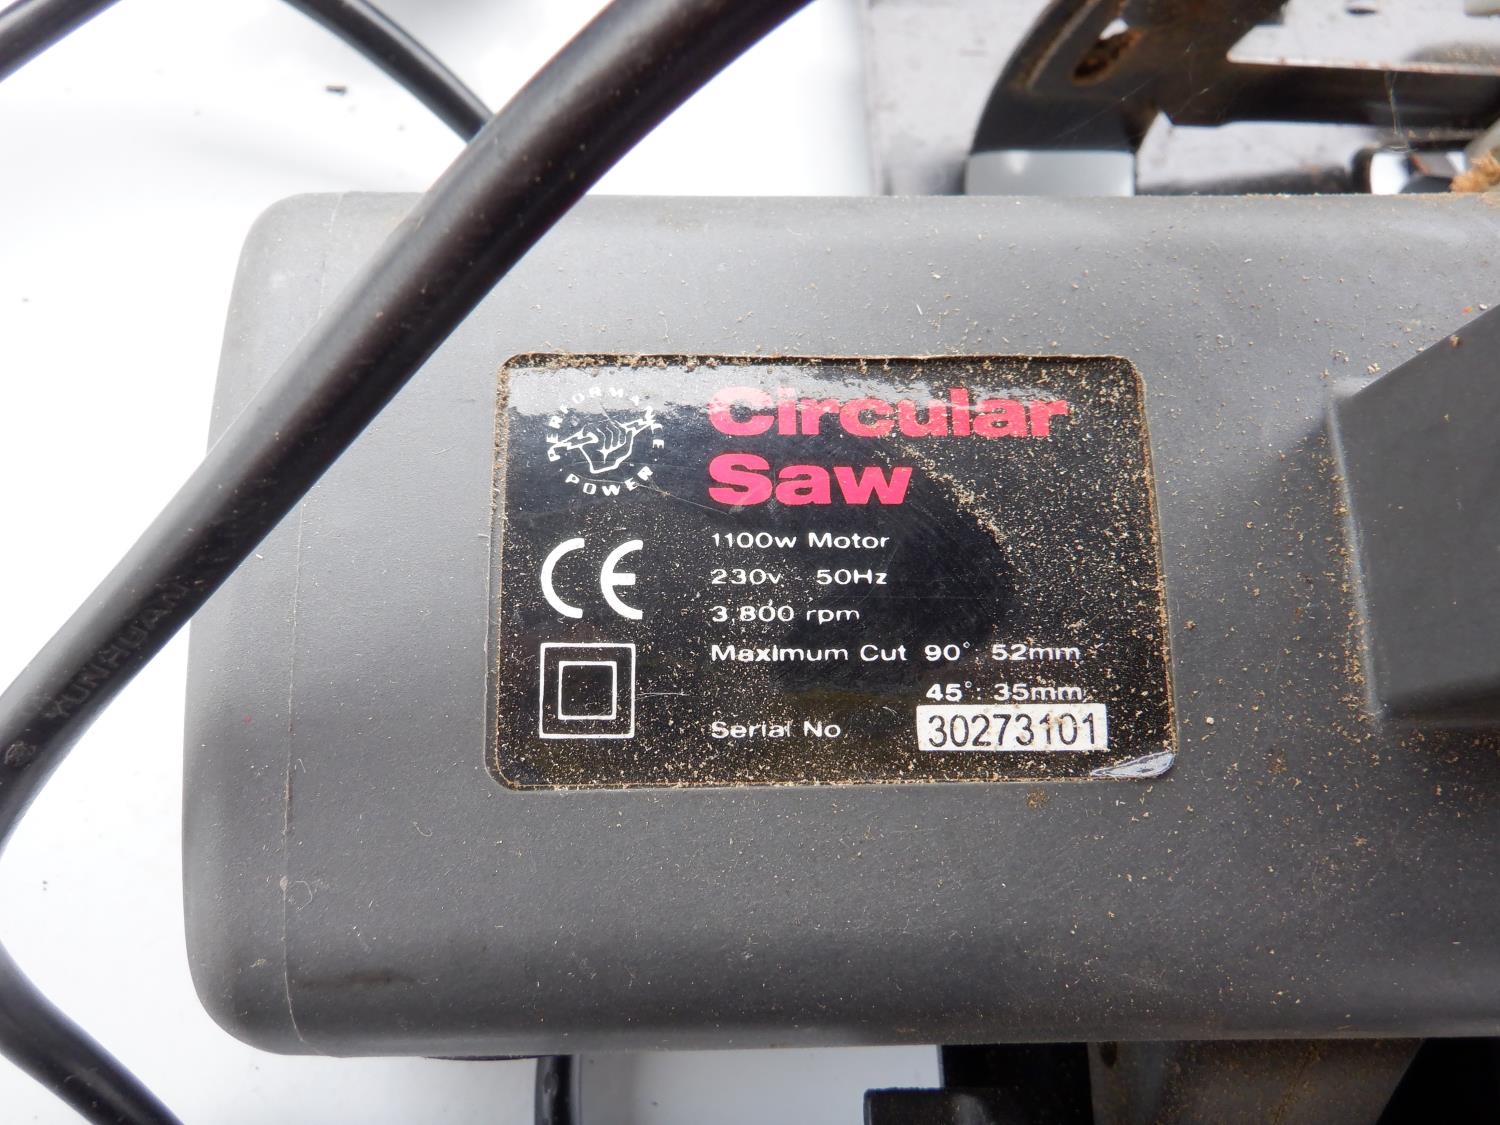 PERFORMANCE
POWER
Circular
Saw
1100w Motor
230v - 50Hz
3,800 rpm
Maximum Cut 90°: 52mm
45°: 35mm
Serial No 30273101
CE
YUNHUAN